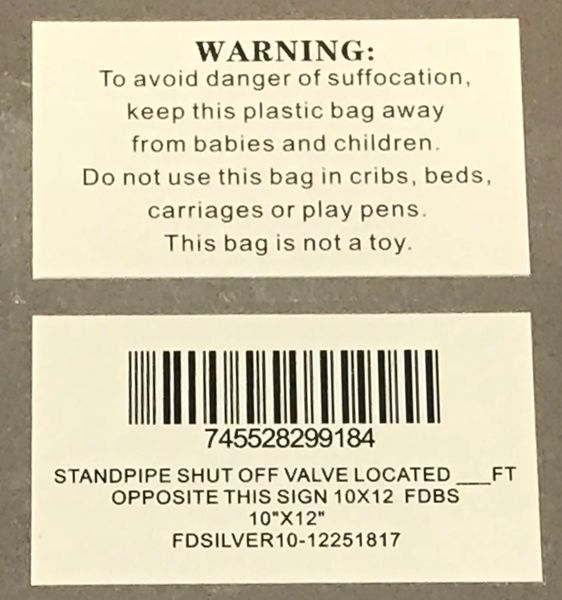 WARNING:
To avoid danger of suffocation,
keep this plastic bag away
from babies and children.
Do not use this bag in cribs, beds,
carriages or play pens.
This bag is not a toy.
745528299184
STANDPIPE SHUT OFF VALVE LOCATED ___FT
OPPOSITE THIS SIGN 10X12 FDBS
10"X12"
FDSILVER10-12251817